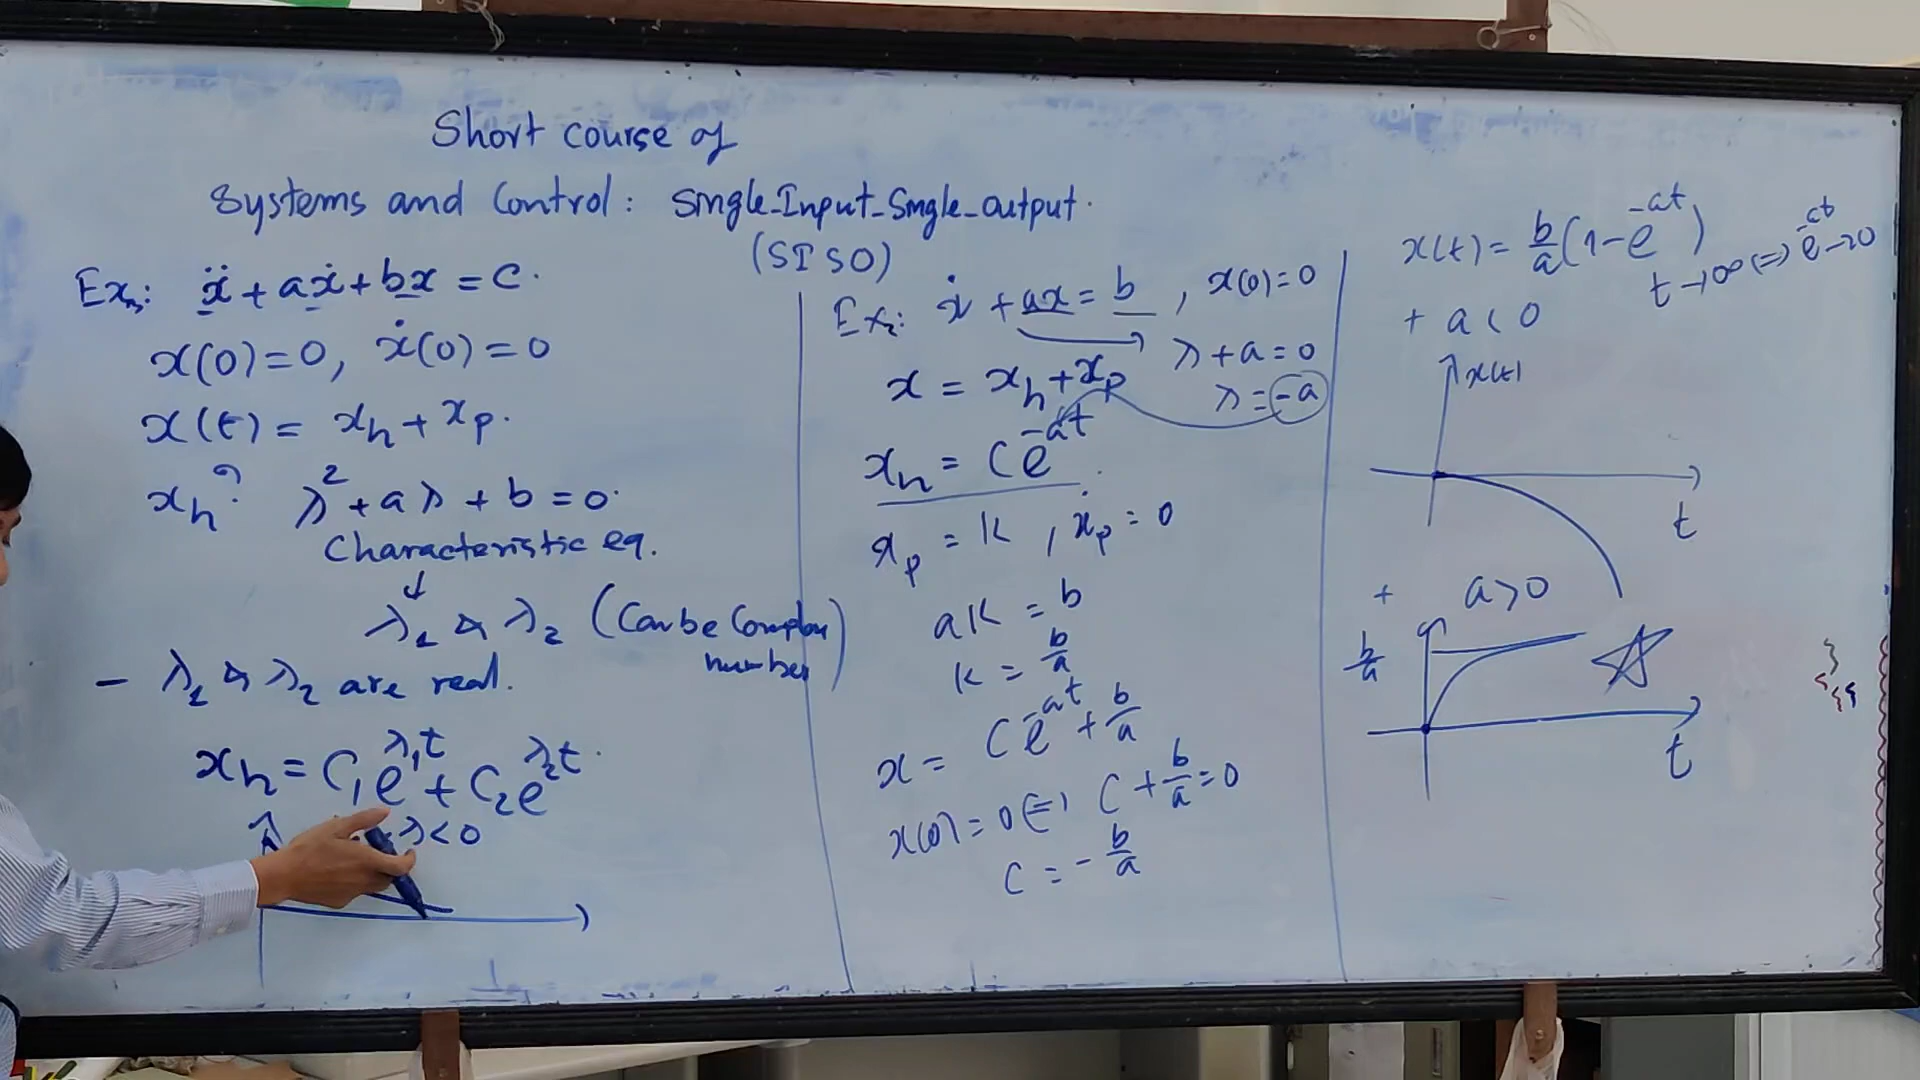 Short course of
Systems and Control: Single-Input-Single-Output.
(SISO)
Ex3: ẍ + aẋ + bx = c.
x(0)=0, ẋ(0)=0
x(t) = xh + xp.
xh? λ² + aλ + b = 0.
Characteristic eq.
↓
λ1 & λ2 (Can be Complex
number)
- λ1 & λ2 are real.
xh = C1e^λ1t + C2e^λ2t.
λ<0
Ex2: ẋ + ax = b, x(0)=0
λ + a = 0
x = xh + xp
λ = -a
xh = Ce^-at
xp = K, ẋp = 0
aK = b
K = b/a
x = Ce^-at + b/a
x(0) = 0 (=) C + b/a = 0
C = -b/a
x(t) = b/a(1-e^-at)
t→∞ (=) e^-at→0
+ a < 0
x(t)
t
+ a>0
b/a
t